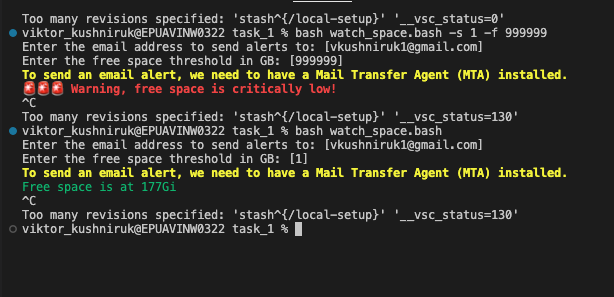 Too many revisions specified: 'stash^{/local-setup}' '__vsc_status=0'
viktor_kushniruk@EPUAVINW0322 task_1 % bash watch_space.bash -s 1 -f 999999
Enter the email address to send alerts to: [vkushniruk1@gmail.com]
Enter the free space threshold in GB: [999999]
To send an email alert, we need to have a Mail Transfer Agent (MTA) installed.
🚨🚨🚨 Warning, free space is critically low!
^C
Too many revisions specified: 'stash^{/local-setup}' '__vsc_status=130'
viktor_kushniruk@EPUAVINW0322 task_1 % bash watch_space.bash
Enter the email address to send alerts to: [vkushniruk1@gmail.com]
Enter the free space threshold in GB: [1]
To send an email alert, we need to have a Mail Transfer Agent (MTA) installed.
Free space is at 177Gi
^C
Too many revisions specified: 'stash^{/local-setup}' '__vsc_status=130'
viktor_kushniruk@EPUAVINW0322 task_1 %